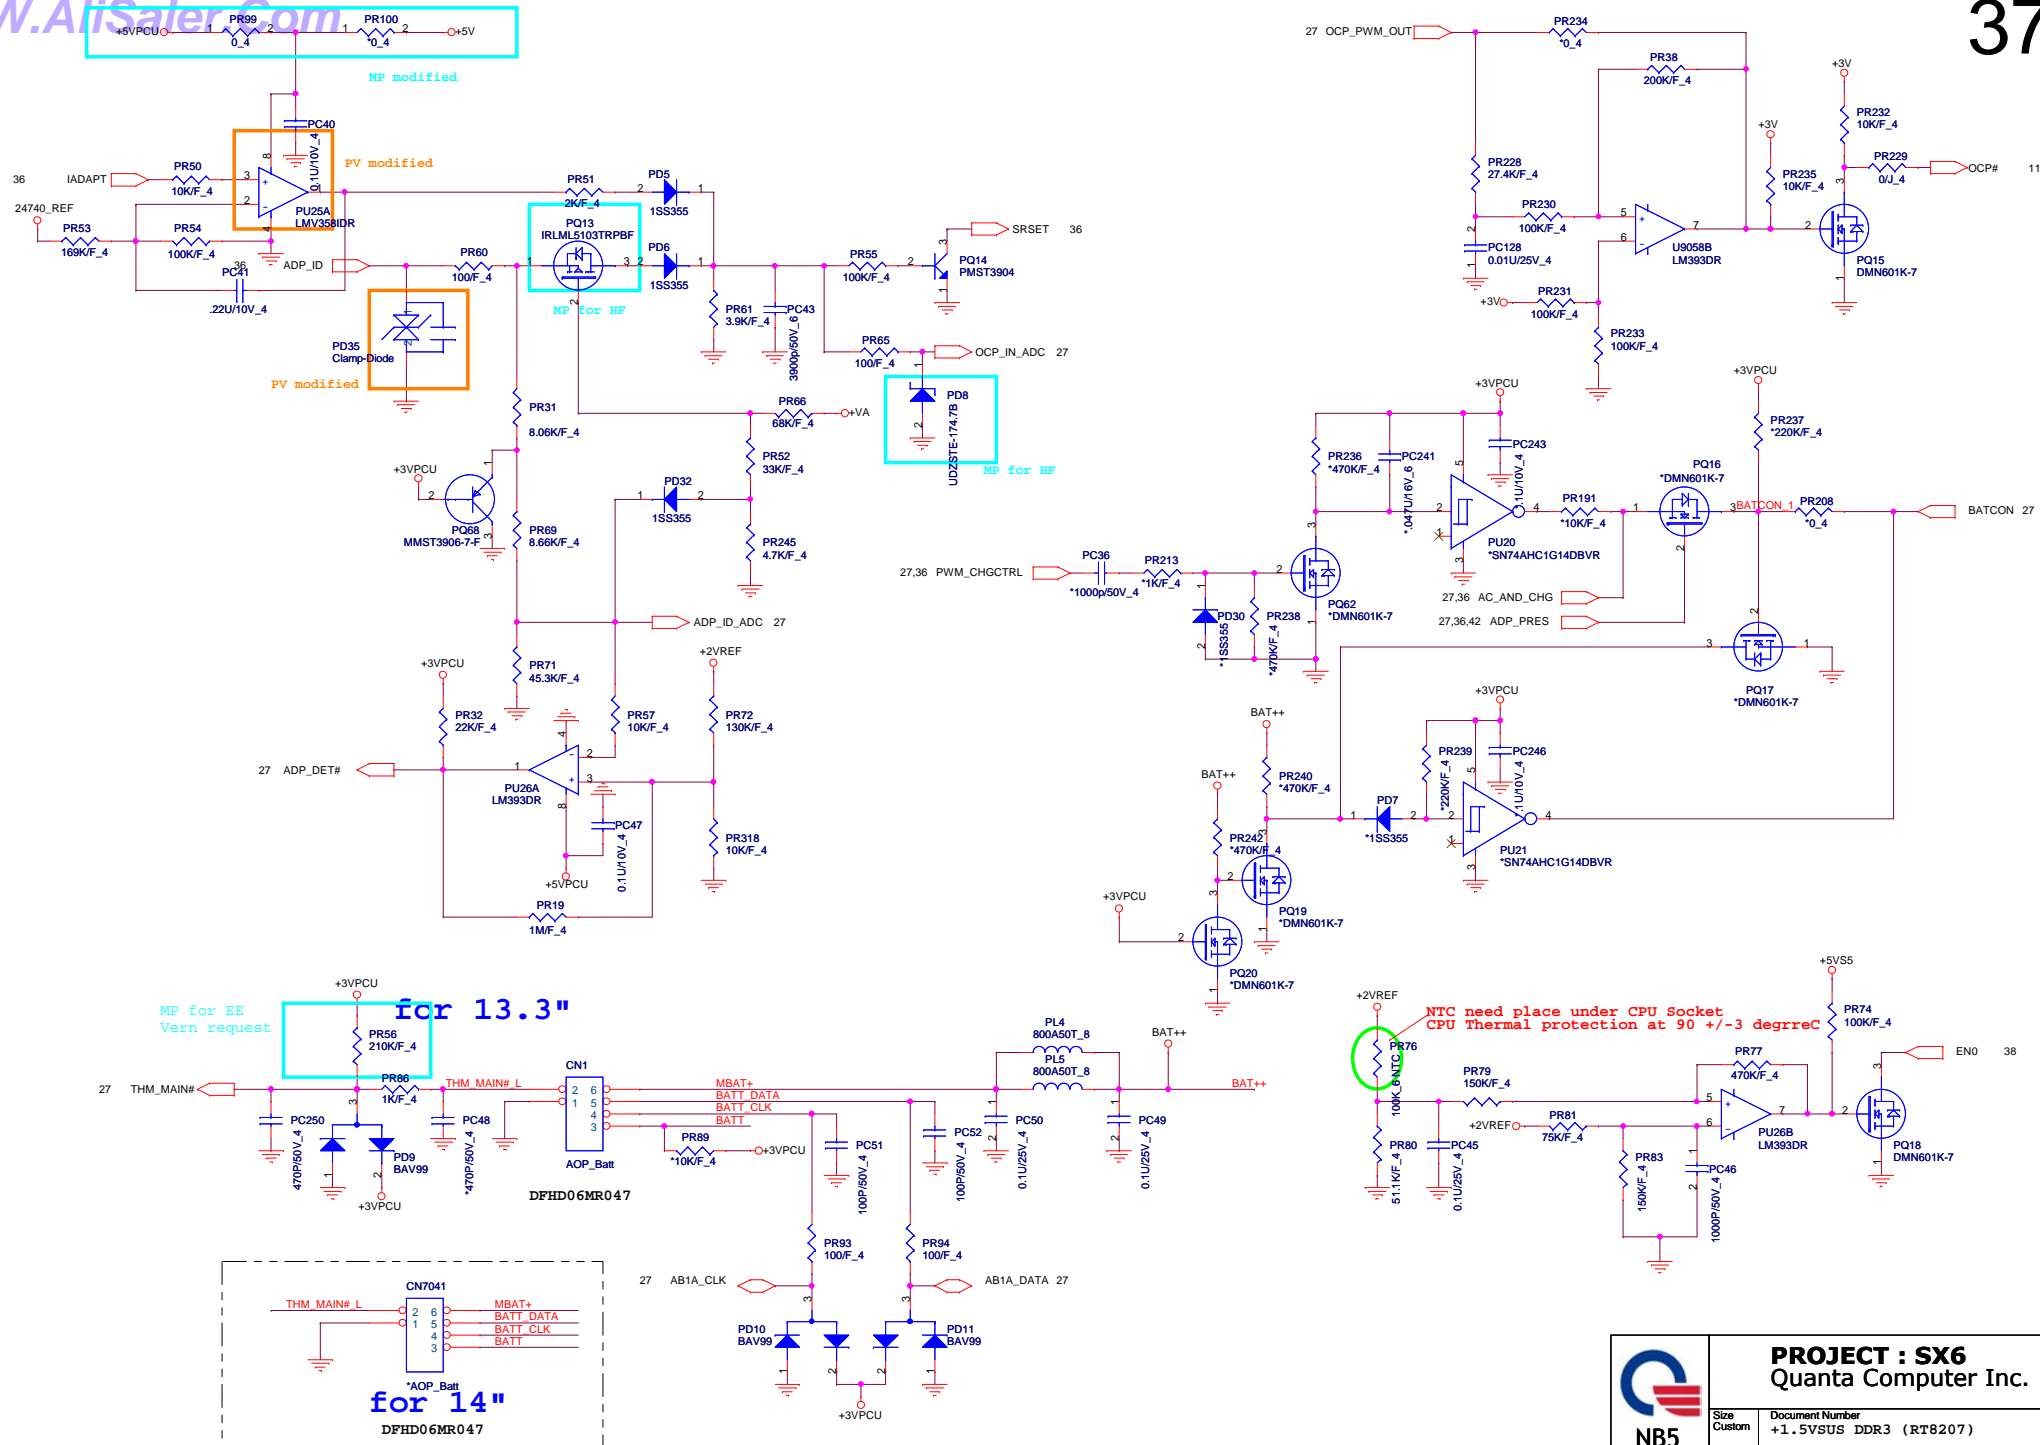 W.AliSaler.Com
37
+5VPCU
PR99
0_4
PR100
*0_4
+5V
MP modified
PC40
0.1U/10V_4
PV modified
36
IADAPT
PR50
10K/F_4
PU25A
LMV358IDR
24740_REF
PR53
169K/F_4
PR54
100K/F_4
PC41
.22U/10V_4
36
ADP_ID
PR60
100/F_4
PR51
2K/F_4
PD5
1SS355
PQ13
IRLML5103TRPBF
PD6
1SS355
MP for HF
PD35
Clamp-Diode
PV modified
PR61
3.9K/F_4
PC43
3900p/50V_6
PR55
100K/F_4
PQ14
PMST3904
SRSET
36
PR65
100/F_4
OCP_IN_ADC 27
PD8
UDZSTE-174.7B
MP for HF
PR66
68K/F_4
+VA
PR31
8.06K/F_4
PR52
33K/F_4
+3VPCU
PQ68
MMST3906-7-F
PR69
8.66K/F_4
PD32
1SS355
PR245
4.7K/F_4
ADP_ID_ADC 27
PR71
45.3K/F_4
+3VPCU
PR32
22K/F_4
PR57
10K/F_4
+2VREF
PR72
130K/F_4
27 ADP_DET#
PU26A
LM393DR
PC47
0.1U/10V_4
PR318
10K/F_4
+5VPCU
PR19
1M/F_4
27 OCP_PWM_OUT
PR234
*0_4
PR38
200K/F_4
+3V
PR232
10K/F_4
+3V
PR235
10K/F_4
PR229
0/J_4
OCP#
11
PR228
27.4K/F_4
PR230
100K/F_4
PC128
0.01U/25V_4
U9058B
LM393DR
PQ15
DMN601K-7
+3V
PR231
100K/F_4
PR233
100K/F_4
+3VPCU
PR236
*470K/F_4
PC241
*.047U/16V_6
PC243
*.1U/10V_4
PU20
*SN74AHC1G14DBVR
+3VPCU
PR237
*220K/F_4
PQ16
*DMN601K-7
PR191
*10K/F_4
BATCON_1
PR208
*0_4
BATCON 27
27,36 PWM_CHGCTRL
PC36
*1000p/50V_4
PR213
*1K/F_4
PD30
*1SS355
PR238
*470K/F_4
PQ62
*DMN601K-7
27,36 AC_AND_CHG
27,36,42 ADP_PRES
PQ17
*DMN601K-7
+3VPCU
BAT++
PR240
*470K/F_4
BAT++
PR242
*470K/F_4
PD7
*1SS355
PR239
*220K/F_4
PC246
*.1U/10V_4
PU21
*SN74AHC1G14DBVR
PQ19
*DMN601K-7
+3VPCU
PQ20
*DMN601K-7
for 13.3"
MP for EE
Vern request
+3VPCU
PR56
210K/F_4
27 THM_MAIN#
PR86
1K/F_4
THM_MAIN#_L
PC250
470P/50V_4
PD9
BAV99
+3VPCU
PC48
*470P/50V_4
CN1
AOP_Batt
DFHD06MR047
MBAT+
BATT_DATA
BATT_CLK
BATT
PR89
*10K/F_4
+3VPCU
PC51
100P/50V_4
PC52
100P/50V_4
PC50
0.1U/25V_4
PL4
800A50T_8
PL5
800A50T_8
BAT++
BAT++
PC49
0.1U/25V_4
PR93
100/F_4
PR94
100/F_4
27 AB1A_CLK
AB1A_DATA 27
PD10
BAV99
PD11
BAV99
+3VPCU
CN7041
THM_MAIN#_L
MBAT+
BATT_DATA
BATT_CLK
BATT
*AOP_Batt
for 14"
DFHD06MR047
+2VREF
NTC need place under CPU Socket
CPU Thermal protection at 90 +/-3 degrreC
PR76
100K_6 NTC
PR80
51.1K/F_4
PC45
0.1U/25V_4
PR79
150K/F_4
+2VREF
PR81
75K/F_4
PR83
150K/F_4
PC46
1000P/50V_4
PR77
470K/F_4
PU26B
LM393DR
+5VS5
PR74
100K/F_4
EN0 38
PQ18
DMN601K-7
PROJECT : SX6
Quanta Computer Inc.
NB5
Size
Custom
Document Number
+1.5VSUS DDR3 (RT8207)